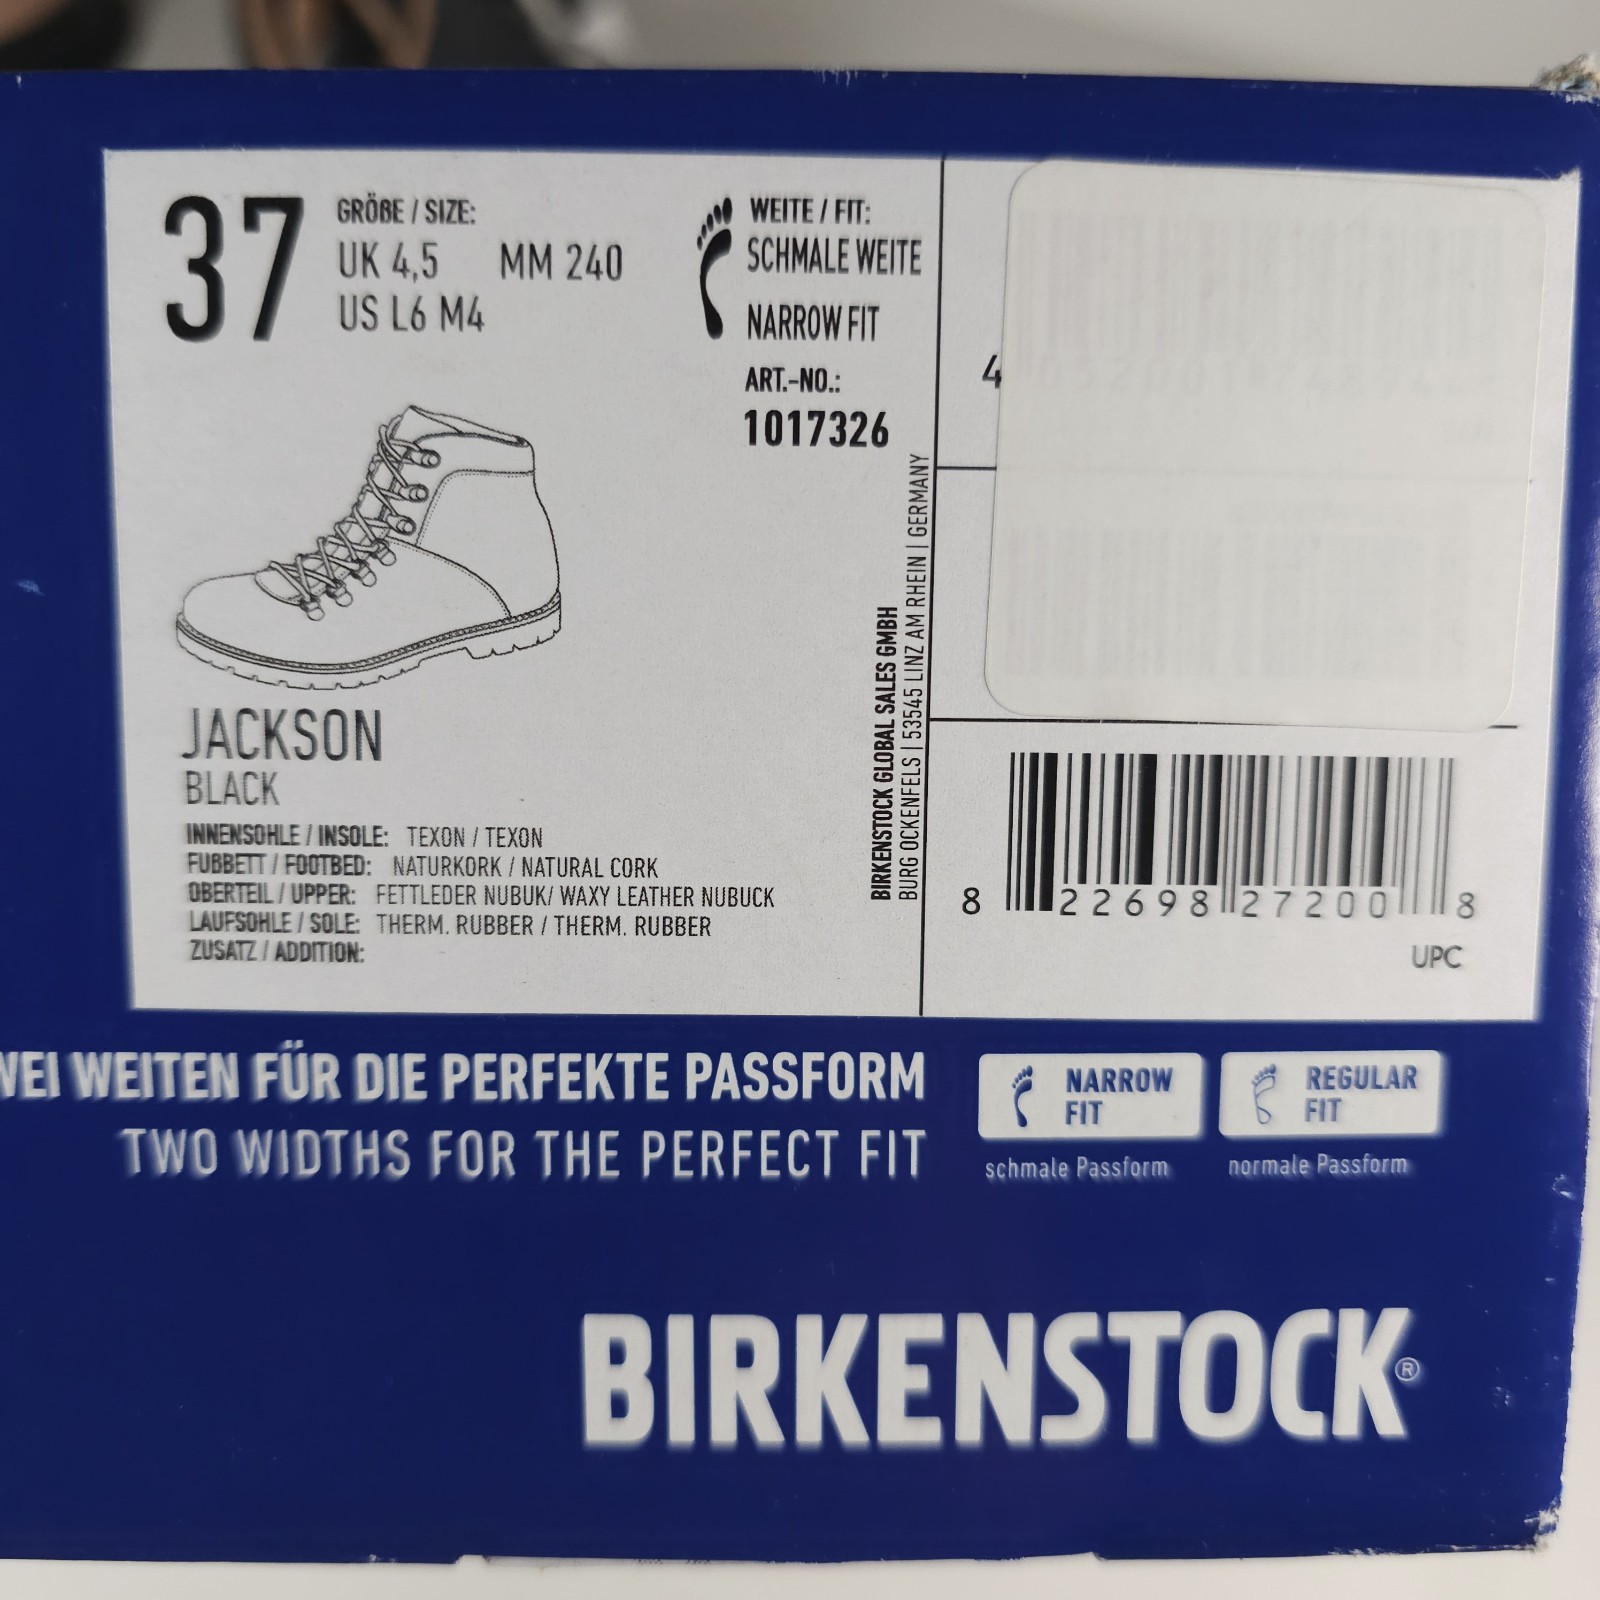 37
GRÖßE / SIZE:
UK 4,5 MM 240
US L6 M4
WEITE / FIT:
SCHMALE WEITE
NARROW FIT
ART.-NO.:
1017326
4
JACKSON
BLACK
INNENSOHLE / INSOLE: TEXON / TEXON
FUßBETT / FOOTBED: NATURKORK / NATURAL CORK
OBERTEIL / UPPER: FETTLEDER NUBUK/ WAXY LEATHER NUBUCK
LAUFSOHLE / SOLE: THERM. RUBBER / THERM. RUBBER
ZUSATZ / ADDITION:
BIRKENSTOCK GLOBAL SALES GMBH
BURG OCKENFELS | 53545 LINZ AM RHEIN | GERMANY
8 22698 27200 8
UPC
WEITEN FÜR DIE PERFEKTE PASSFORM
TWO WIDTHS FOR THE PERFECT FIT
NARROW
FIT
schmale Passform
REGULAR
FIT
normale Passform
BIRKENSTOCK®